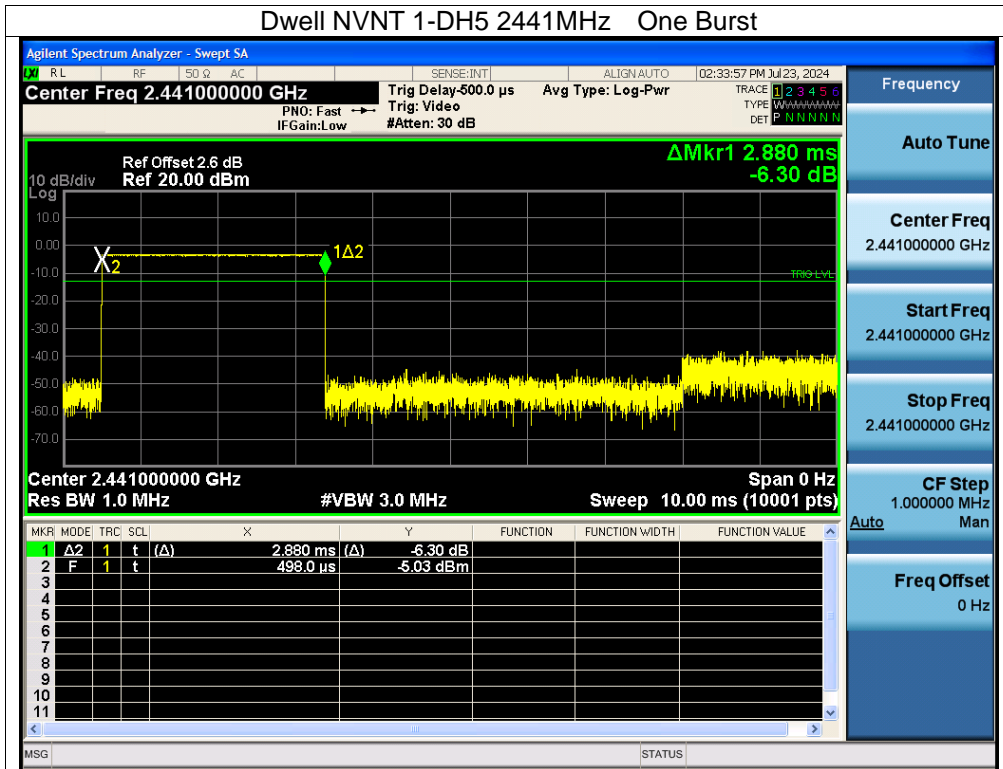 Dwell NVNT 1-DH5 2441MHz One Burst
Agilent Spectrum Analyzer - Swept SA
LXI RL RF 50 Ω AC SENSE:INT ALIGN AUTO 02:33:57 PM Jul 23, 2024
Center Freq 2.441000000 GHz
PNO: Fast
IFGain:Low
Trig Delay-500.0 µs
Trig: Video
#Atten: 30 dB
Avg Type: Log-Pwr
TRACE 1 2 3 4 5 6
TYPE WWWWWW
DET P N N N N N
ΔMkr1 2.880 ms
-6.30 dB
Ref Offset 2.6 dB
10 dB/div Ref 20.00 dBm
Log
10.0
0.00
-10.0
-20.0
-30.0
-40.0
-50.0
-60.0
-70.0
X2
1Δ2
TRIG LVL
Center 2.441000000 GHz Span 0 Hz
Res BW 1.0 MHz #VBW 3.0 MHz Sweep 10.00 ms (10001 pts)
MKR MODE TRC SCL X Y FUNCTION FUNCTION WIDTH FUNCTION VALUE
1 Δ2 1 t (Δ) 2.880 ms (Δ) -6.30 dB
2 F 1 t 498.0 µs -5.03 dBm
3
4
5
6
7
8
9
10
11
MSG STATUS
Frequency
Auto Tune
Center Freq
2.441000000 GHz
Start Freq
2.441000000 GHz
Stop Freq
2.441000000 GHz
CF Step
1.000000 MHz
Auto Man
Freq Offset
0 Hz